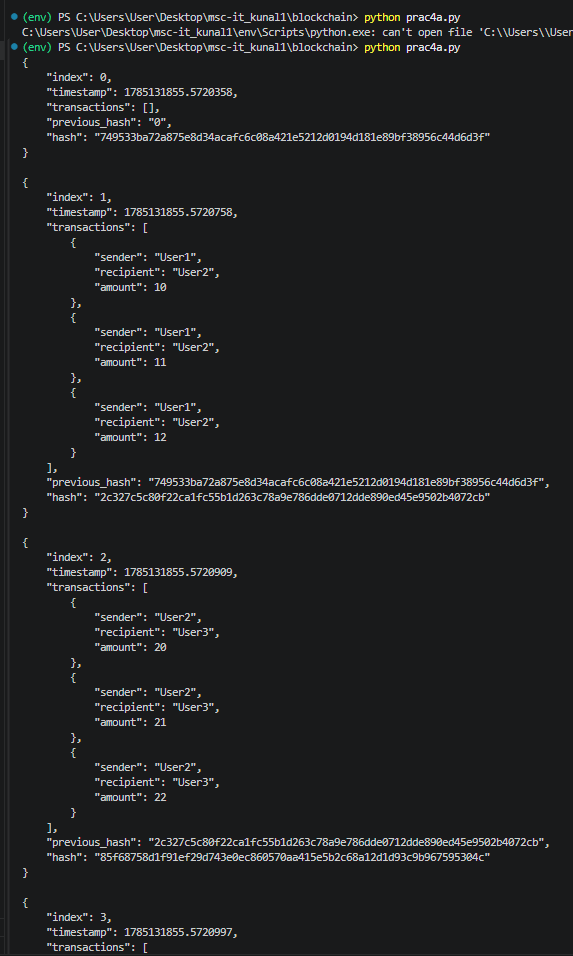 (env) PS C:\Users\User\Desktop\msc-it_kunal1\blockchain> python prac4a.py
C:\Users\User\Desktop\msc-it_kunal1\env\Scripts\python.exe: can't open file 'C:\\Users\\User
(env) PS C:\Users\User\Desktop\msc-it_kunal1\blockchain> python prac4a.py
{
    "index": 0,
    "timestamp": 1785131855.5720358,
    "transactions": [],
    "previous_hash": "0",
    "hash": "749533ba72a875e8d34acafc6c08a421e5212d0194d181e89bf38956c44d6d3f"
}
{
    "index": 1,
    "timestamp": 1785131855.5720758,
    "transactions": [
        {
            "sender": "User1",
            "recipient": "User2",
            "amount": 10
        },
        {
            "sender": "User1",
            "recipient": "User2",
            "amount": 11
        },
        {
            "sender": "User1",
            "recipient": "User2",
            "amount": 12
        }
    ],
    "previous_hash": "749533ba72a875e8d34acafc6c08a421e5212d0194d181e89bf38956c44d6d3f",
    "hash": "2c327c5c80f22ca1fc55b1d263c78a9e786dde0712dde890ed45e9502b4072cb"
}
{
    "index": 2,
    "timestamp": 1785131855.5720909,
    "transactions": [
        {
            "sender": "User2",
            "recipient": "User3",
            "amount": 20
        },
        {
            "sender": "User2",
            "recipient": "User3",
            "amount": 21
        },
        {
            "sender": "User2",
            "recipient": "User3",
            "amount": 22
        }
    ],
    "previous_hash": "2c327c5c80f22ca1fc55b1d263c78a9e786dde0712dde890ed45e9502b4072cb",
    "hash": "85f68758d1f91ef29d743e0ec860570aa415e5b2c68a12d1d93c9b967595304c"
}
{
    "index": 3,
    "timestamp": 1785131855.5720997,
    "transactions": [